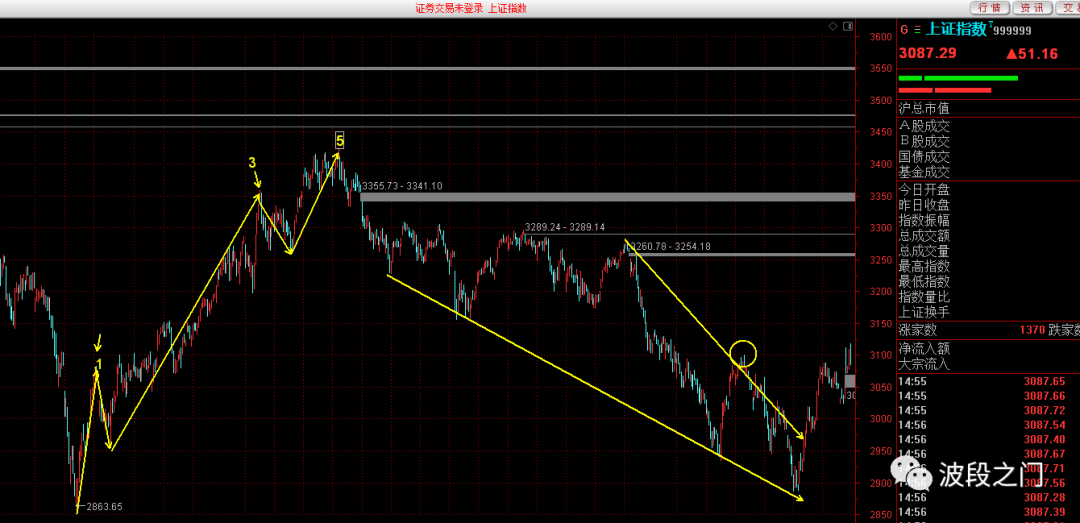 证券交易未登录 上证指数
行情 资讯 交易
3600
3550
3500
3450
3400
3350
3300
3250
3200
3150
3100
3050
3000
2950
2900
2850
3
5
1
3355.73 - 3341.10
3289.24 - 3289.14
3260.78 - 3254.18
2863.65
30
G 上证指数 999999
3087.29 ▲51.16
沪总市值
A股成交
B股成交
国债成交
基金成交
今日开盘
昨日收盘
指数振幅
总成交额
总成交量
最高指数
最低指数
指数量比
上证换手
涨家数 1370 跌家数
净流入额
大宗流入
14:55 3087.65
14:55 3087.66
14:55 3087.72
14:56 3087.54
14:56 3087.40
14:56 3087.67
14:56 .71
14:56 .56
14:56 3087.28
14:56 3087.39
波段之门